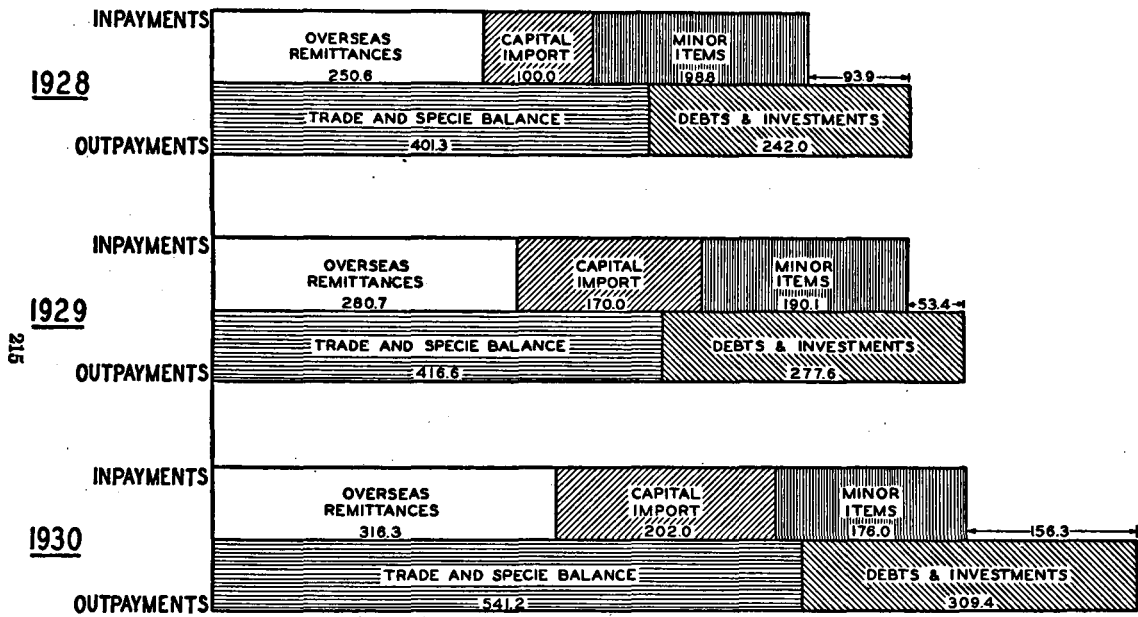 INPAYMENTS
OVERSEAS
REMITTANCES
250.6
CAPITAL
IMPORT
100.0
MINOR
ITEMS
198.8
93.9
1928
TRADE AND SPECIE BALANCE
401.3
DEBTS & INVESTMENTS
242.0
OUTPAYMENTS
INPAYMENTS
OVERSEAS
REMITTANCES
280.7
CAPITAL
IMPORT
170.0
MINOR
ITEMS
190.1
53.4
1929
TRADE AND SPECIE BALANCE
416.6
DEBTS & INVESTMENTS
277.6
OUTPAYMENTS
215
INPAYMENTS
OVERSEAS
REMITTANCES
316.3
CAPITAL
IMPORT
202.0
MINOR
ITEMS
176.0
156.3
1930
TRADE AND SPECIE BALANCE
541.2
DEBTS & INVESTMENTS
309.4
OUTPAYMENTS